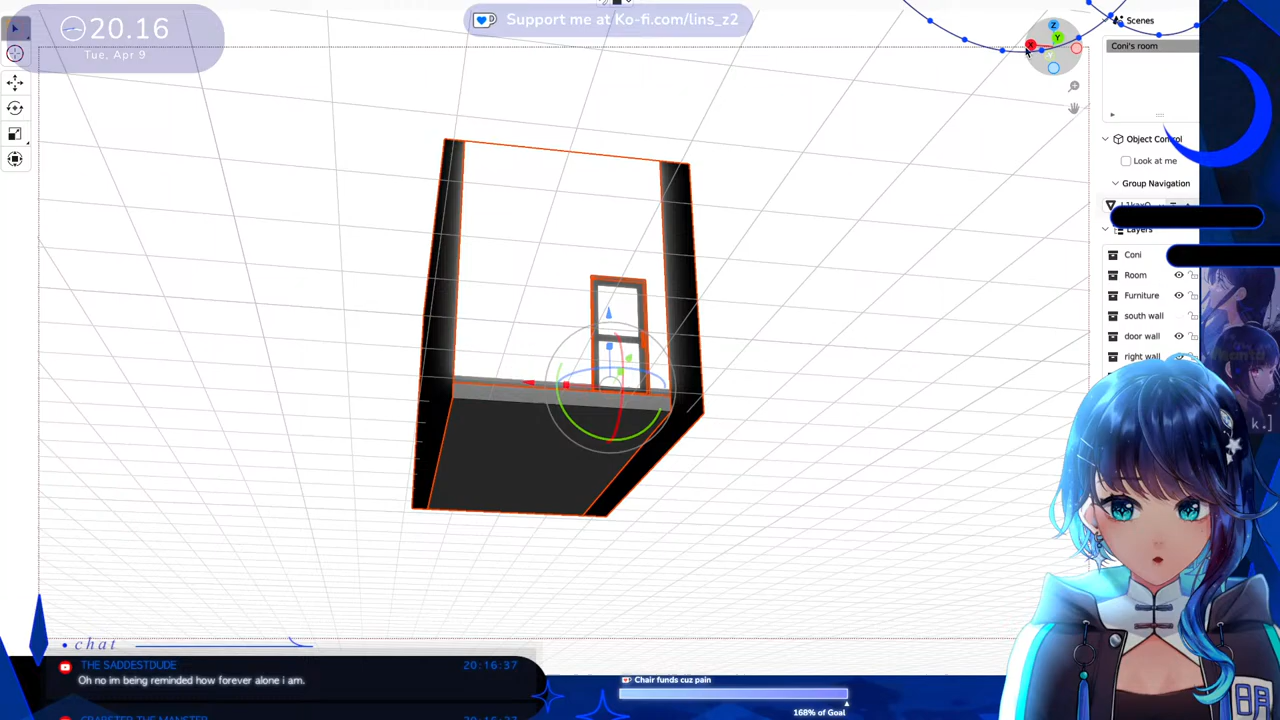 20.16
Tue, Apr 9
Support me at Ko-fi.com/lins_z2
Z
Y
X
Scenes
Coni's room
Object Control
Look at me
Group Navigation
Layers
Coni
Room
Furniture
south wall
door wall
right wall
k.]
chat
THE SADDESTDUDE
20:16:37
Oh no im being reminded how forever alone i am.
Chair funds cuz pain
168% of Goal